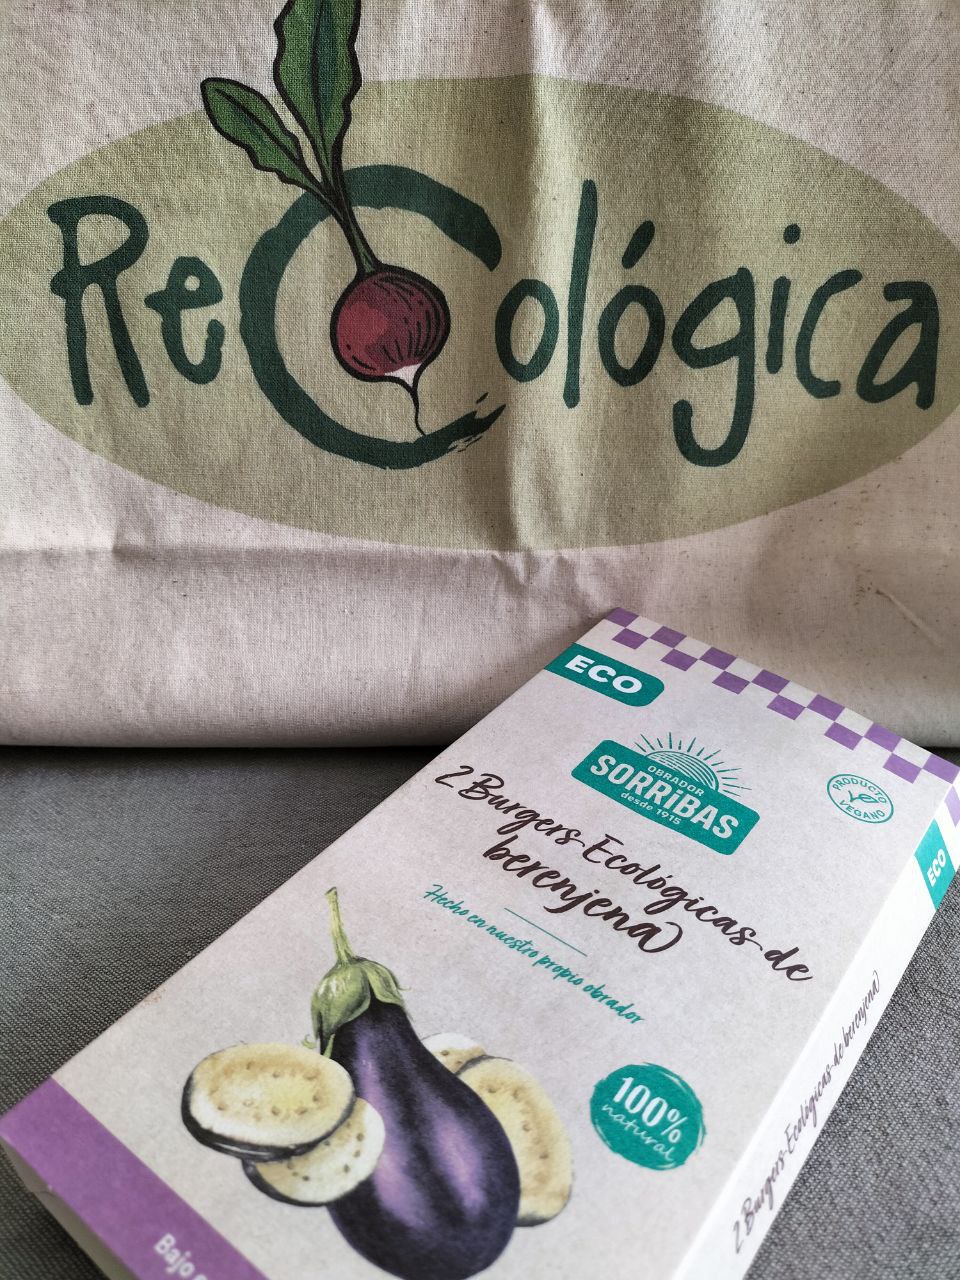 ReCológica
ECO
OBRADOR
SORRiBAS
desde 1915
PRODUCTO
VEGANO
2 Burgers Ecológicas de
berenjena
Hecho en nuestro propio obrador
100%
natural
Bajo
ECO
2 Burgers Ecológicas de berenjena